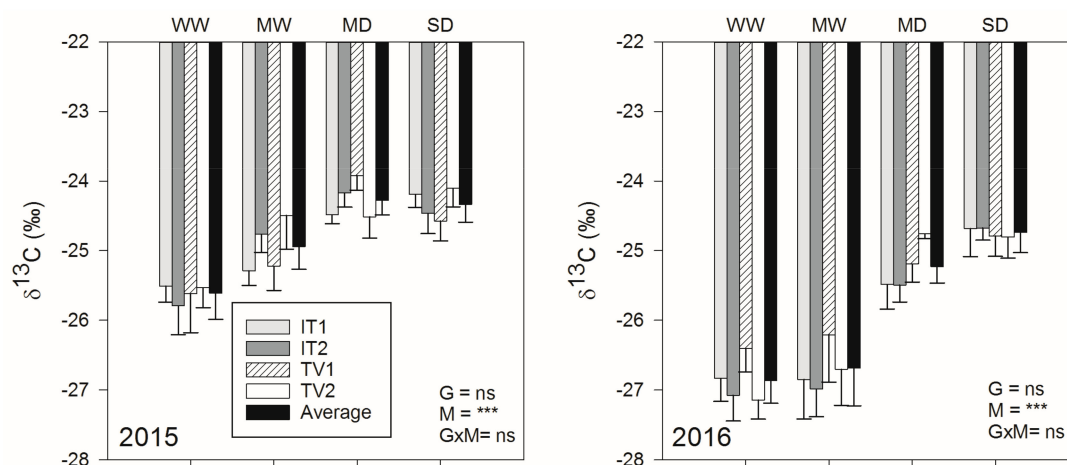 WW MW MD SD
-22
-23
-24
-25
-26
-27
-28
δ¹³C (‰)
IT1
IT2
TV1
TV2
Average
G = ns
M = ***
GxM= ns
2015
WW MW MD SD
-22
-23
-24
-25
-26
-27
-28
δ¹³C (‰)
G = ns
M = ***
GxM= ns
2016